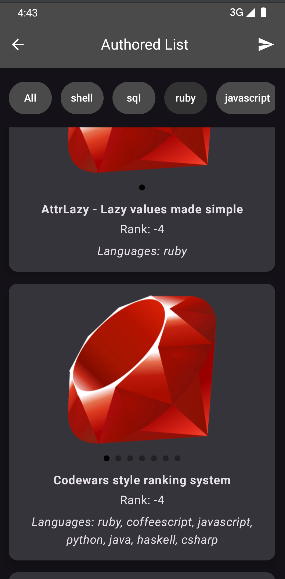 4:43
3G
Authored List
All
shell
sql
ruby
javascript
AttrLazy - Lazy values made simple
Rank: -4
Languages: ruby
Codewars style ranking system
Rank: -4
Languages: ruby, coffeescript, javascript,
python, java, haskell, csharp